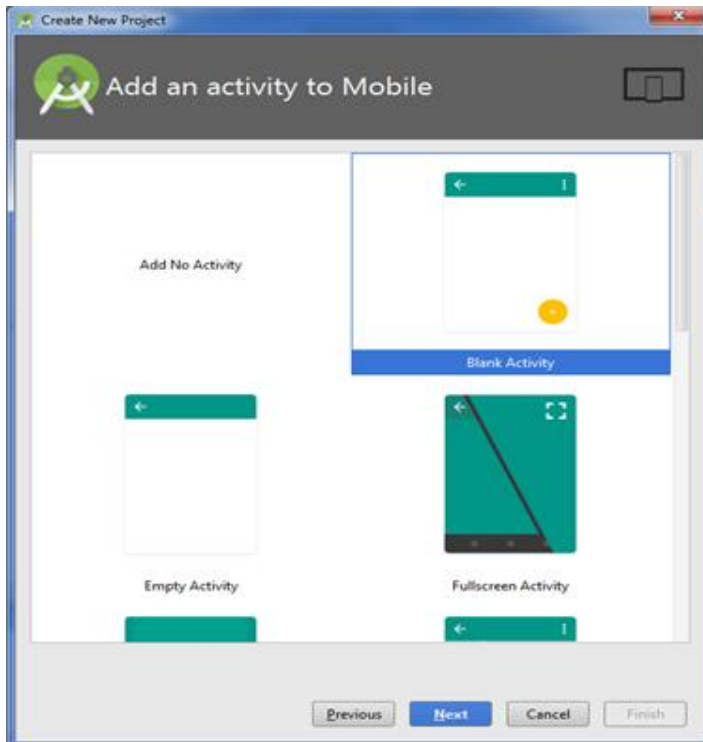 Create New Project
Add an activity to Mobile
Add No Activity
Blank Activity
Empty Activity
Fullscreen Activity
Previous
Next
Cancel
Finish